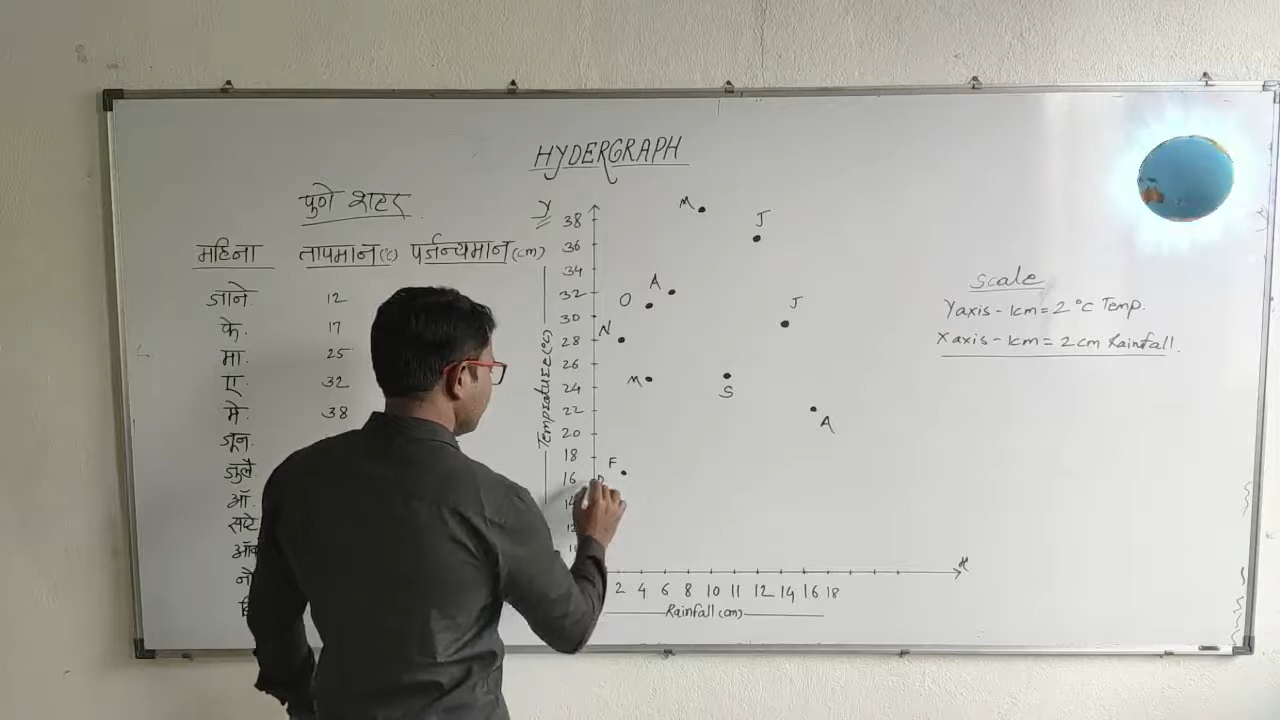 HYDERGRAPH
पुणे शहर
महिना तापमान (℃) पर्जन्यमान (cm)
जाने. 12
फे. 17
मा. 25
ए. 32
मे. 38
जून.
जुलै
ऑ.
सप्टे
ऑक
नो
Y
38
36
34
32
30
28
26
24
22
20
18
16
Tempreture (℃)
M
J
A
O
J
N
M
S
A
F
X
2 4 6 8 10 11 12 14 16 18
Rainfall (cm)
Scale
Y axis - 1cm = 2 °C Temp.
X axis - 1cm = 2 cm Rainfall.